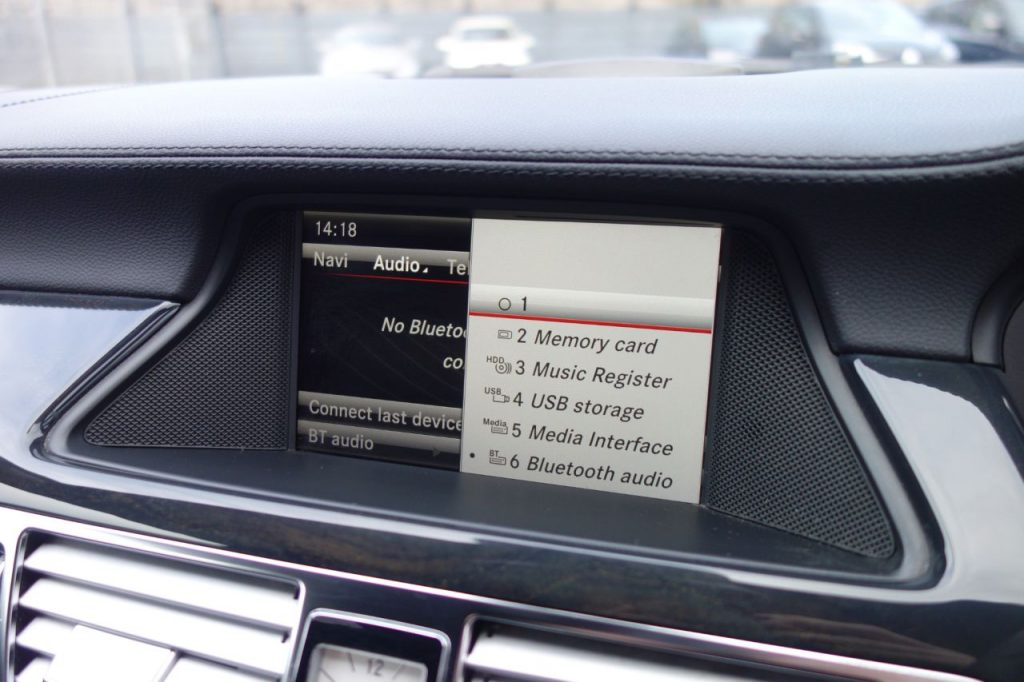 14:18
Navi Audio Te
No Blueto
co
Connect last device
BT audio
1
2 Memory card
HDD 3 Music Register
USB 4 USB storage
Media 5 Media Interface
BT 6 Bluetooth audio
12